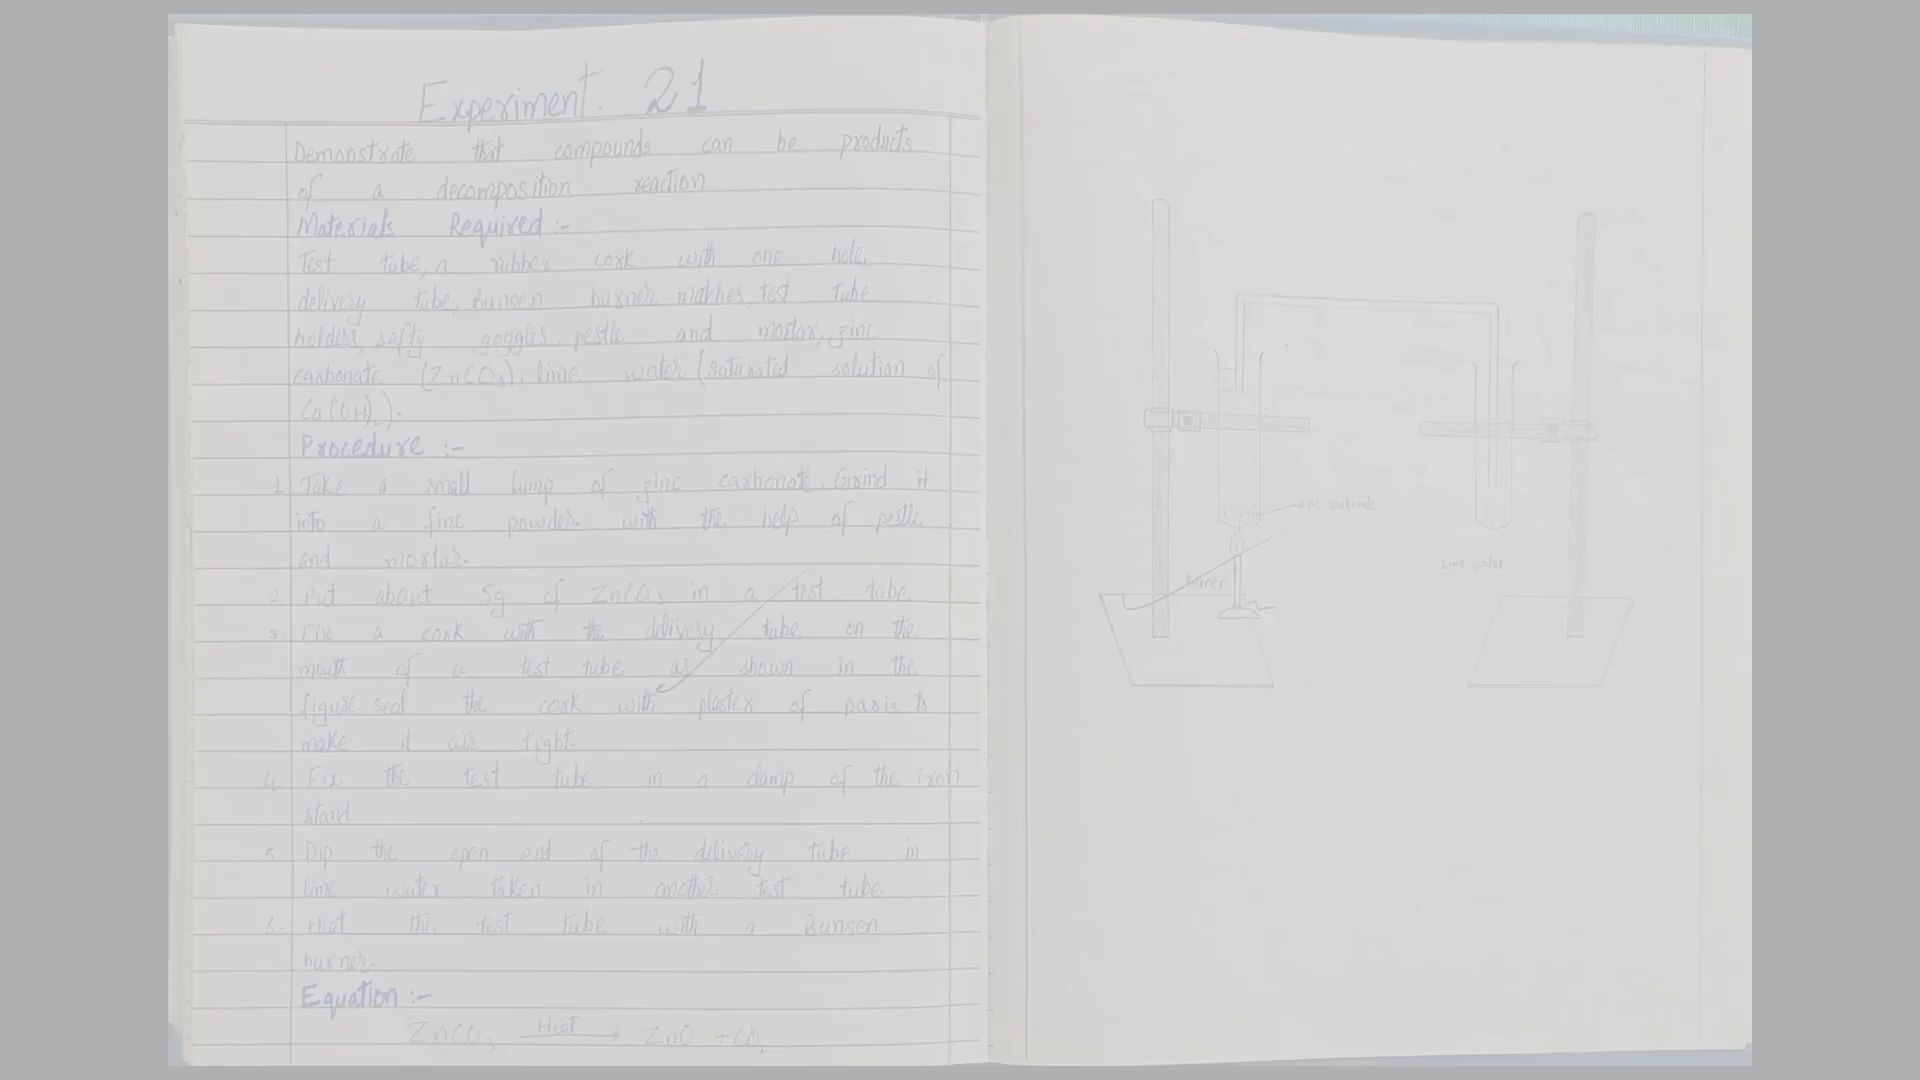 Experiment. 21
Demonstrate that compounds can be products
of a decomposition reaction
Materials Required :-
Test tube, a rubber cork with one hole,
delivery tube, Bunsen burner, matches, test tube
holders, safty goggles, pestle and mortar, zinc
carbonate (ZnCO3), lime water (saturated solution of
Ca(OH)2).
Procedure :-
1. Take a small lump of zinc carbonate. Grind it
into a fine powder with the help of pestle
and mortar.
2. Put about 5g of ZnCO3 in a test tube.
3. Fix a cork with the delivery tube on the
mouth of a test tube as shown in the
figure. seal the cork with plaster of paris to
make it air tight.
4. Fix the test tube in a clamp of the iron
stand.
5. Dip the open end of the delivery tube in
lime water taken in another test tube
6. Heat the test tube with a Bunsen
burner.
Equation :-
ZnCO3 Heat → ZnO + CO2
zinc carbonate
Burner
Lime water